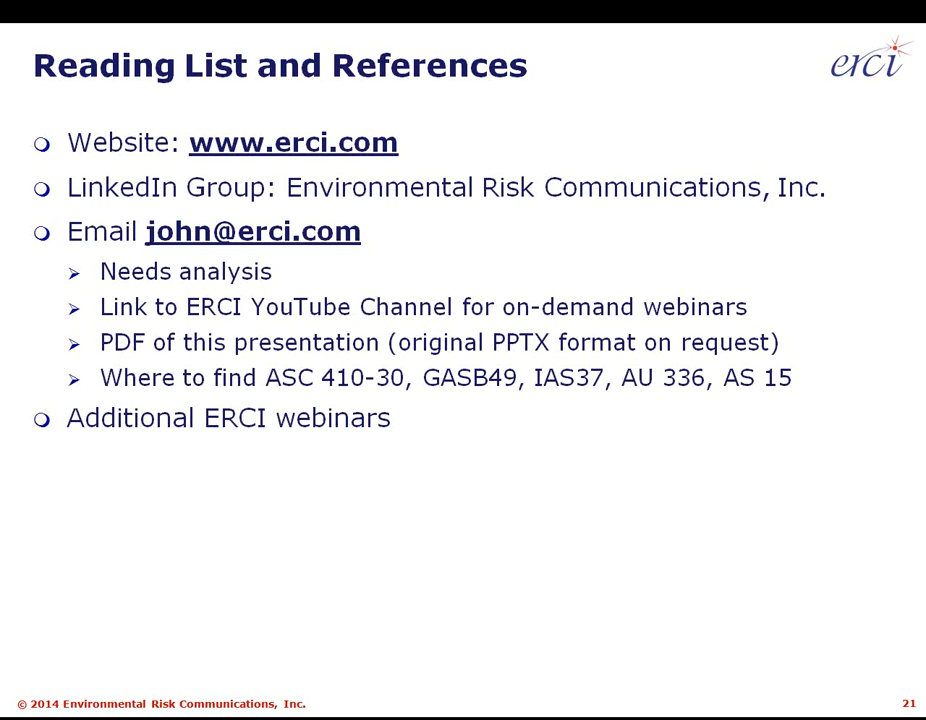 Reading List and References
erci
Website: www.erci.com
LinkedIn Group: Environmental Risk Communications, Inc.
Email john@erci.com
Needs analysis
Link to ERCI YouTube Channel for on-demand webinars
PDF of this presentation (original PPTX format on request)
Where to find ASC 410-30, GASB49, IAS37, AU 336, AS 15
Additional ERCI webinars
© 2014 Environmental Risk Communications, Inc.
21